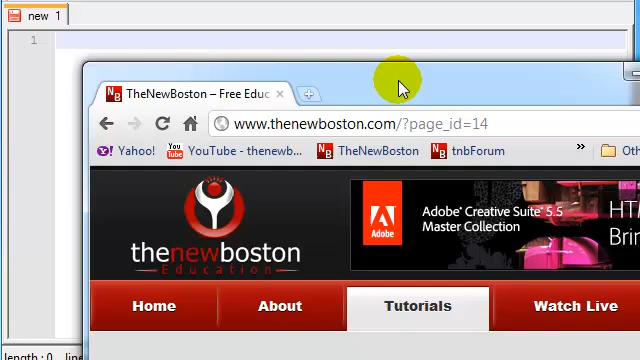 new 1
1
TheNewBoston – Free Educ
www.thenewboston.com/?page_id=14
Yahoo!
YouTube - thenewb...
TheNewBoston
tnbForum
»
Oth
thenewboston
Education
Adobe
Adobe® Creative Suite® 5.5
Master Collection
HT
Brin
Home
About
Tutorials
Watch Live
length : 0 line